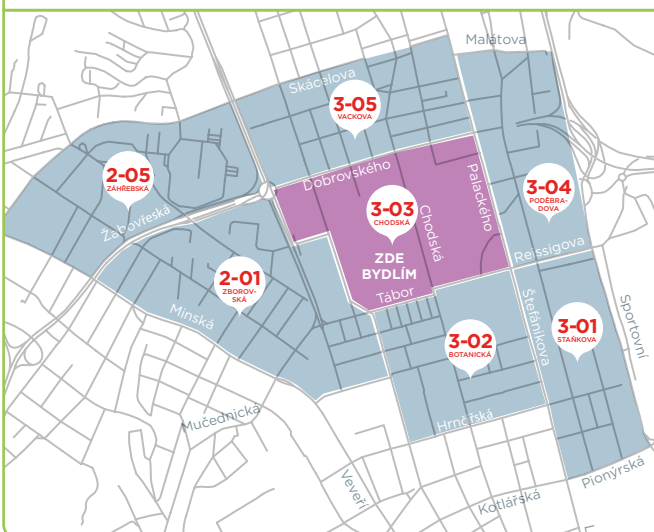 Malátova
Skácelova
3-05
VACKOVA
Dobrovského
Palackého
3-04
PODĚBRA-
DOVA
2-05
ZÁHŘEBSKÁ
Žabovřeská
3-03
CHODSKÁ
Chodská
ZDE
BYDLÍM
Tábor
Reissigova
2-01
ZBOROV-
SKÁ
Minská
Štefánikova
Sportovní
3-02
BOTANICKÁ
3-01
STAŇKOVA
Hrnčířská
Mučednická
Veveří
Kotlářská
Pionýrská